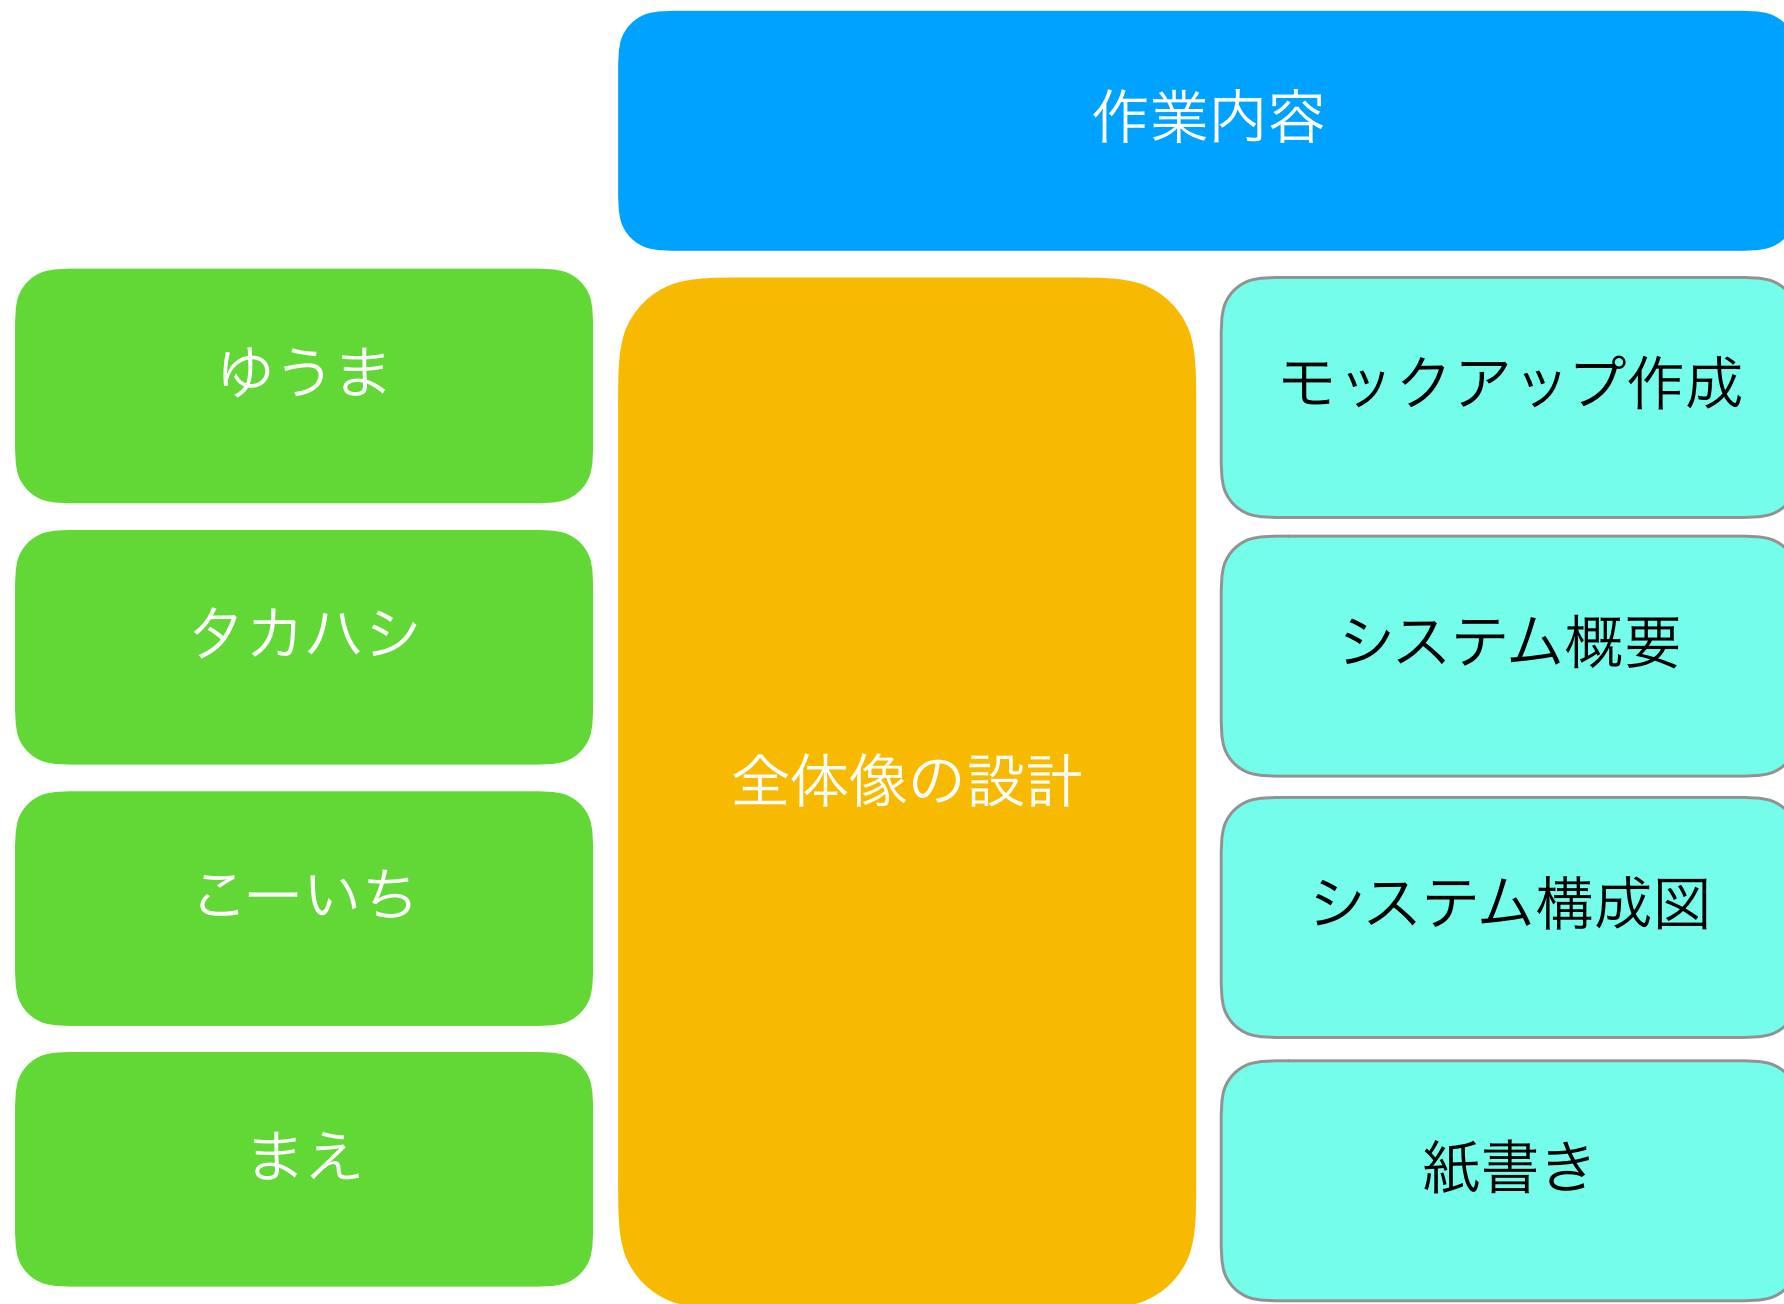 作業内容
ゆうま
全体像の設計
モックアップ作成
タカハシ
システム概要
こーいち
システム構成図
まえ
紙書き